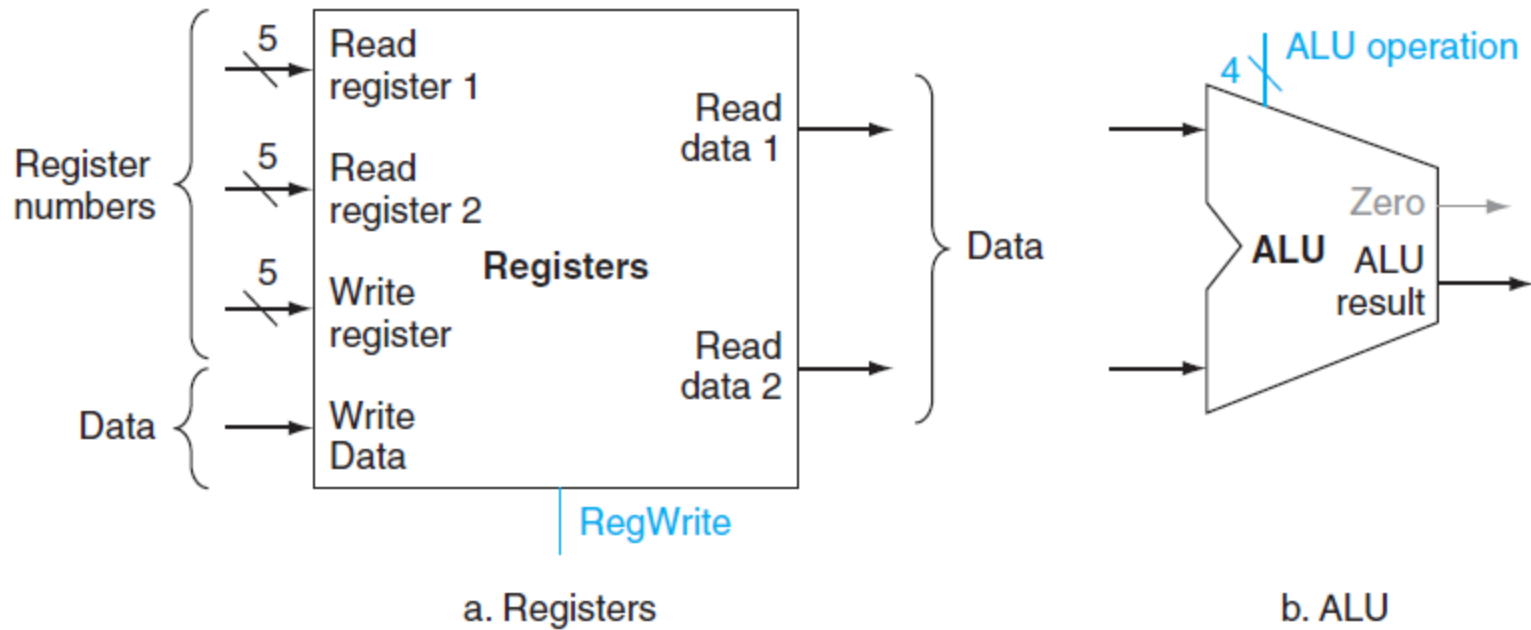 Register
numbers
Data
5
Read
register 1
5
Read
register 2
5
Write
register
Write
Data
Registers
Read
data 1
Read
data 2
RegWrite
Data
a. Registers
4
ALU operation
Zero
ALU
ALU
result
b. ALU